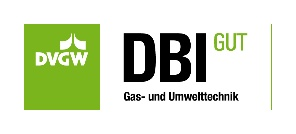 DVGW
DBI GUT
Gas- und Umwelttechnik